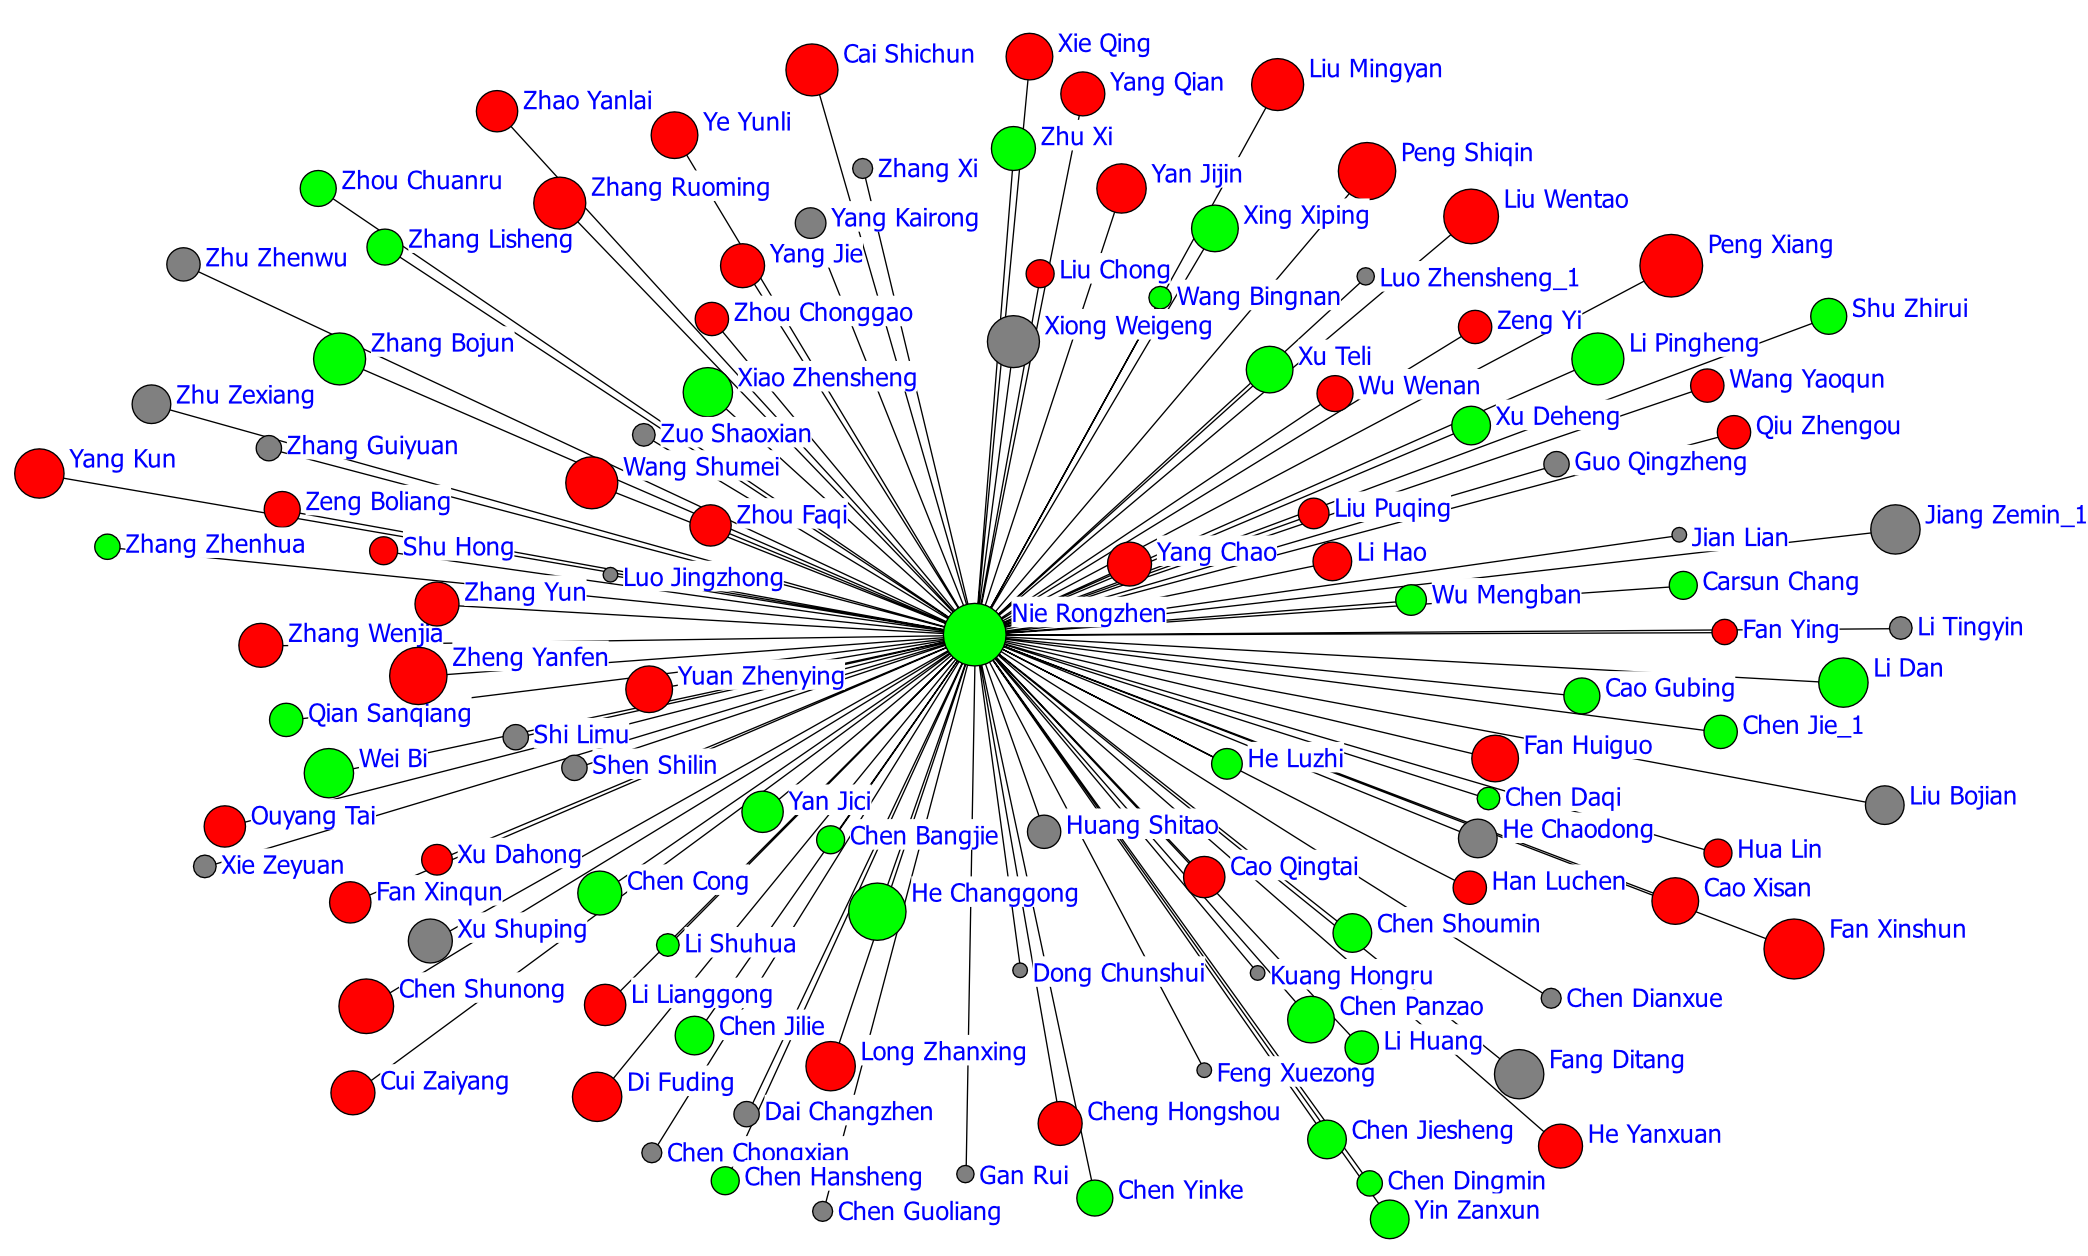 Xie Qing
Cai Shichun
Liu Mingyan
Yang Qian
Zhao Yanlai
Ye Yunli
Zhu Xi
Peng Shiqin
Zhang Xi
Yan Jijin
Zhou Chuanru
Zhang Ruoming
Liu Wentao
Yang Kairong
Xing Xiping
Zhang Lisheng
Peng Xiang
Yang Jie
Zhu Zhenwu
Liu Chong
Luo Zhensheng_1
Wang Bingnan
Shu Zhirui
Zhou Chonggao
Zeng Yi
Xiong Weigeng
Zhang Bojun
Li Pingheng
Xu Teli
Xiao Zhensheng
Wang Yaoqun
Wu Wenan
Zhu Zexiang
Xu Deheng
Qiu Zhengou
Zuo Shaoxian
Zhang Guiyuan
Yang Kun
Guo Qingzheng
Wang Shumei
Zeng Boliang
Liu Puqing
Zhou Faqi
Jiang Zemin_1
Jian Lian
Zhang Zhenhua
Shu Hong
Yang Chao
Li Hao
Luo Jingzhong
Carsun Chang
Zhang Yun
Wu Mengban
Nie Rongzhen
Li Tingyin
Fan Ying
Zhang Wenjia_
Zheng Yanfen
Li Dan
Yuan Zhenying
Cao Gubing
Qian Sanqiang
Chen Jie_1
Shi Limu
Fan Huiguo
Wei Bi
He Luzhi
Shen Shilin
Liu Bojian
Chen Daqi
Yan Jici
Ouyang Tai
Huang Shitao
He Chaodong
Chen Bangjie
Hua Lin
Xu Dahong
Xie Zeyuan
Cao Qingtai
Chen Cong
Han Luchen
Cao Xisan
Fan Xinqun
He Changgong
Chen Shoumin
Xu Shuping
Fan Xinshun
Li Shuhua
Dong Chunshui
Kuang Hongru
Chen Shunong
Li Lianggong
Chen Dianxue
Chen Panzao
Chen Jilie
Li Huang
Long Zhanxing
Fang Ditang
Feng Xuezong
Cui Zaiyang
Di Fuding
Dai Changzhen
Cheng Hongshou
Chen Jiesheng
He Yanxuan
Chen Chongxian
Chen Hansheng
Gan Rui
Chen Dingmin
Chen Yinke
Chen Guoliang
Yin Zanxun